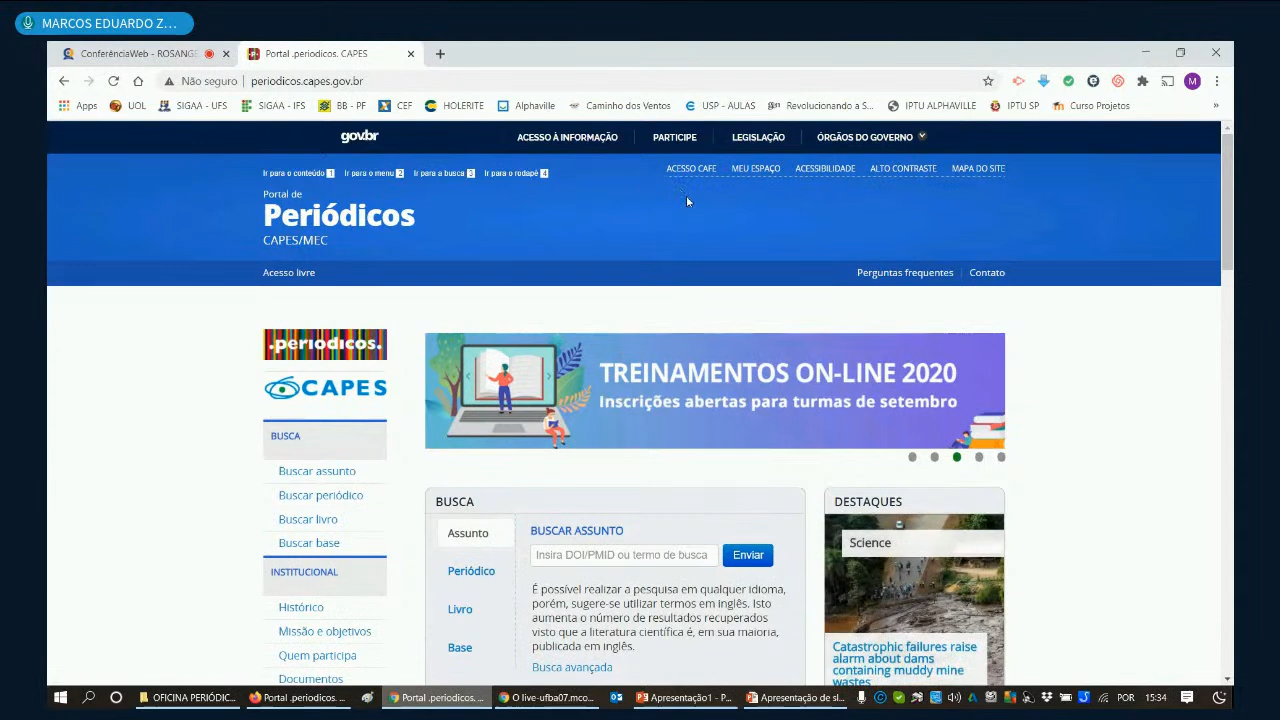 MARCOS EDUARDO Z...
ConferênciaWeb - ROSANGE
Portal .periodicos. CAPES
Não seguro periodicos.capes.gov.br
M
Apps UOL SIGAA - UFS SIGAA - IFS BB - PF CEF HOLERITE Alphaville Caminho dos Ventos USP - AULAS Revolucionando a S... IPTU ALPHAVILLE IPTU SP Curso Projetos »
gov.br ACESSO À INFORMAÇÃO PARTICIPE LEGISLAÇÃO ÓRGÃOS DO GOVERNO
Ir para o conteúdo 1 Ir para o menu 2 Ir para a busca 3 Ir para o rodapé 4
ACESSO CAFE MEU ESPAÇO ACESSIBILIDADE ALTO CONTRASTE MAPA DO SITE
Portal de
Periódicos
CAPES/MEC
Acesso livre Perguntas frequentes Contato
.periodicos.
CAPES
TREINAMENTOS ON-LINE 2020
Inscrições abertas para turmas de setembro
BUSCA
Buscar assunto
Buscar periódico
Buscar livro
Buscar base
INSTITUCIONAL
Histórico
Missão e objetivos
Quem participa
Documentos
BUSCA
Assunto
Periódico
Livro
Base
BUSCAR ASSUNTO
Insira DOI/PMID ou termo de busca Enviar
É possível realizar a pesquisa em qualquer idioma,
porém, sugere-se utilizar termos em inglês. Isto
aumenta o número de resultados recuperados
visto que a literatura científica é, em sua maioria,
publicada em inglês.
Busca avançada
DESTAQUES
Science
Catastrophic failures raise
alarm about dams
containing muddy mine
wastes
OFICINA PERIÓDIC... Portal .periodicos. ... Portal .periodicos.... O live-ufba07.mco... Apresentação1 - P... Apresentação de sl... POR 15:34